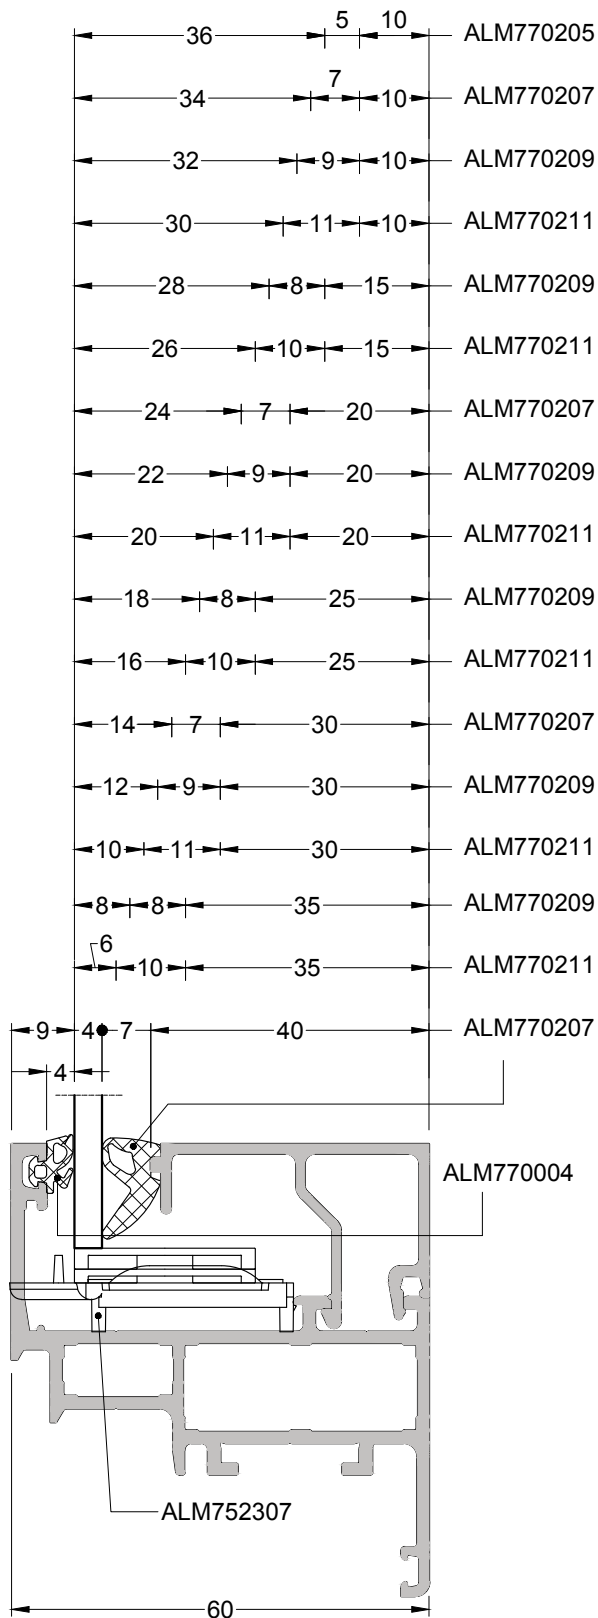 36 5 10 ALM770205
34 7 10 ALM770207
32 9 10 ALM770209
30 11 10 ALM770211
28 8 15 ALM770209
26 10 15 ALM770211
24 7 20 ALM770207
22 9 20 ALM770209
20 11 20 ALM770211
18 8 25 ALM770209
16 10 25 ALM770211
14 7 30 ALM770207
12 9 30 ALM770209
10 11 30 ALM770211
8 8 35 ALM770209
6 10 35 ALM770211
9 4 7 40 ALM770207
4
ALM770004
ALM752307
60